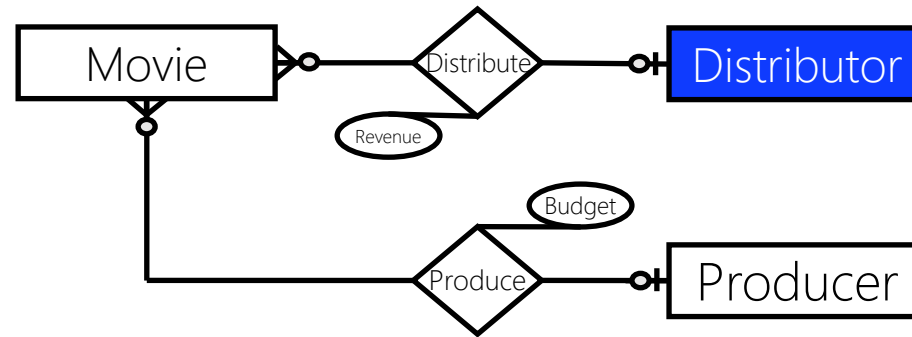 Movie
Distribute
Distributor
Revenue
Budget
Produce
Producer